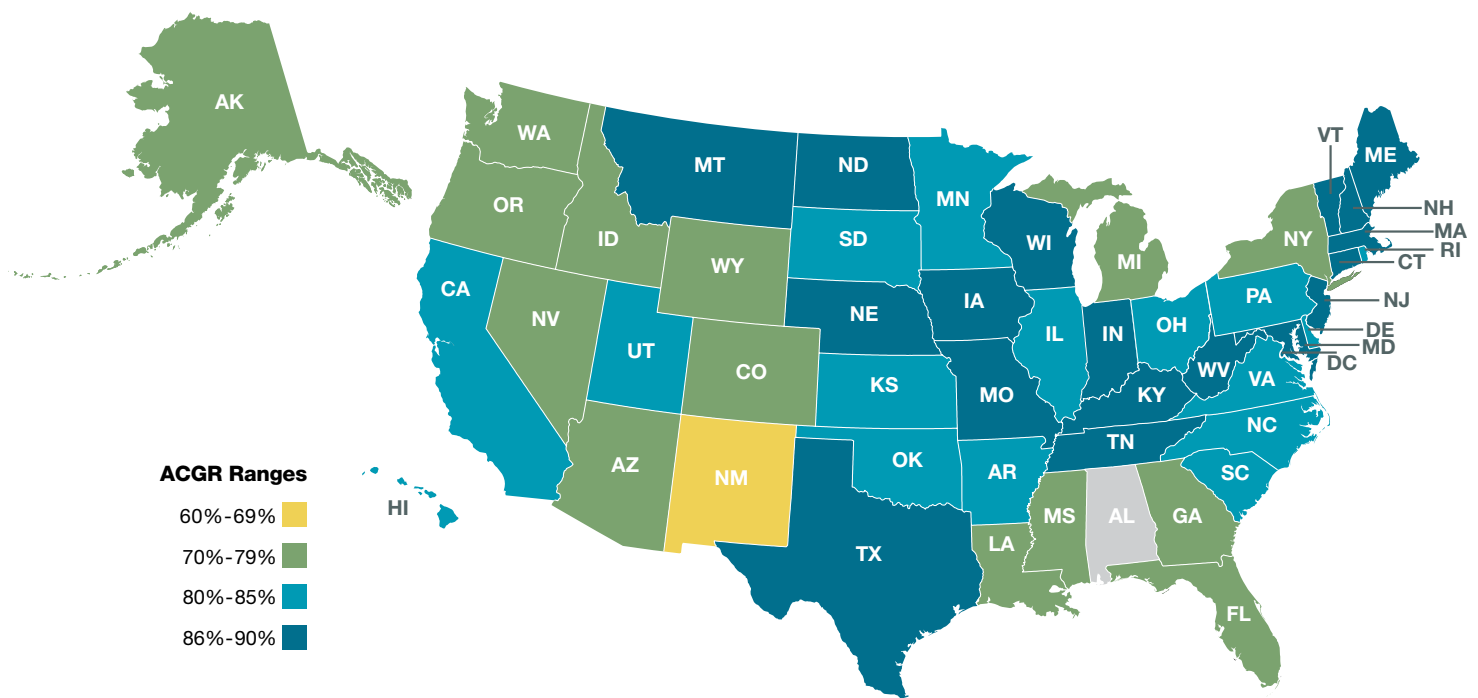 AK
WA
MT
ND
VT
ME
OR
ID
MN
NH
MA
RI
CT
WY
SD
WI
MI
NY
CA
NV
UT
CO
NE
IA
IL
IN
OH
PA
NJ
DE
MD
DC
KS
MO
KY
WV
VA
AZ
NM
OK
AR
TN
NC
SC
HI
TX
LA
MS
AL
GA
FL
ACGR Ranges
60%-69%
70%-79%
80%-85%
86%-90%